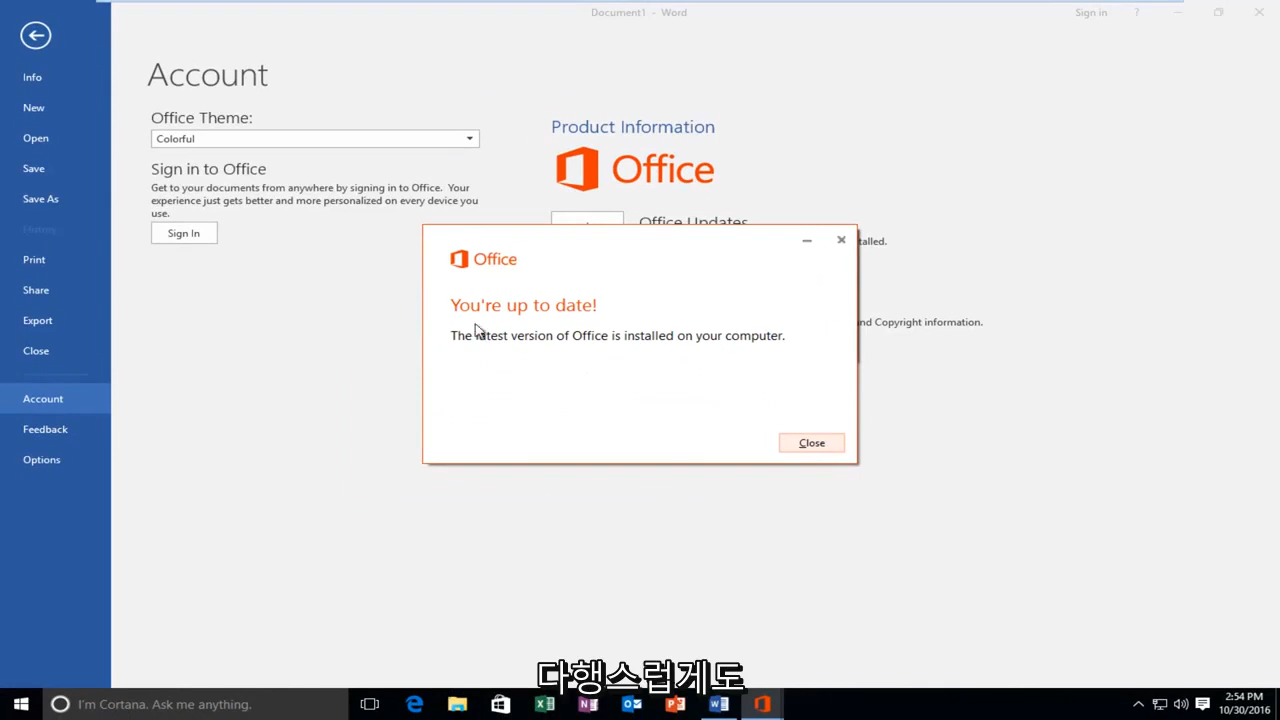 Document1 - Word
Sign in
?
Info
New
Open
Save
Save As
History
Print
Share
Export
Close
Account
Feedback
Options
Account
Office Theme:
Colorful
Sign in to Office
Get to your documents from anywhere by signing in to Office. Your
experience just gets better and more personalized on every device you
use.
Sign In
Product Information
Office
Office Updates
talled.
and Copyright information.
Office
You're up to date!
The latest version of Office is installed on your computer.
Close
다행스럽게도
I'm Cortana. Ask me anything.
2:54 PM
10/30/2016